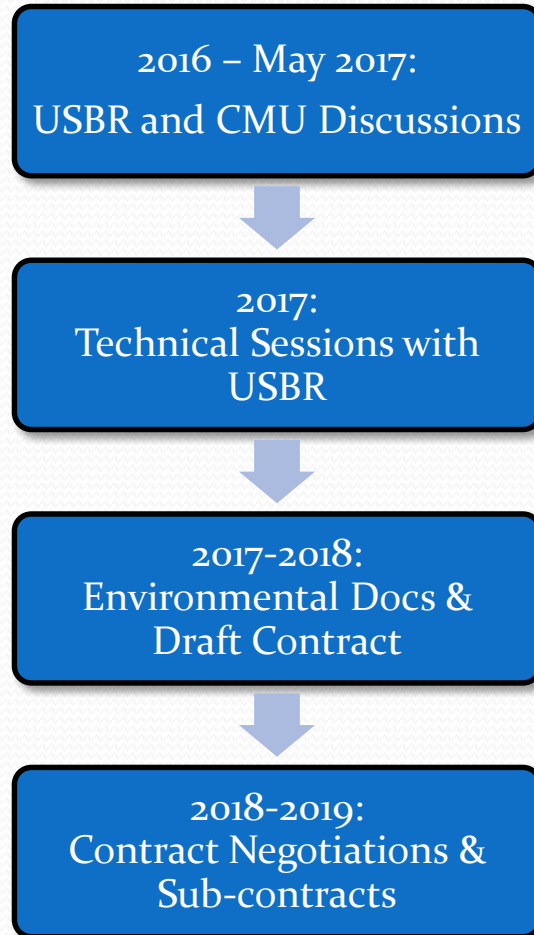 2016 – May 2017:
USBR and CMU Discussions
2017:
Technical Sessions with
USBR
2017-2018:
Environmental Docs &
Draft Contract
2018-2019:
Contract Negotiations &
Sub-contracts